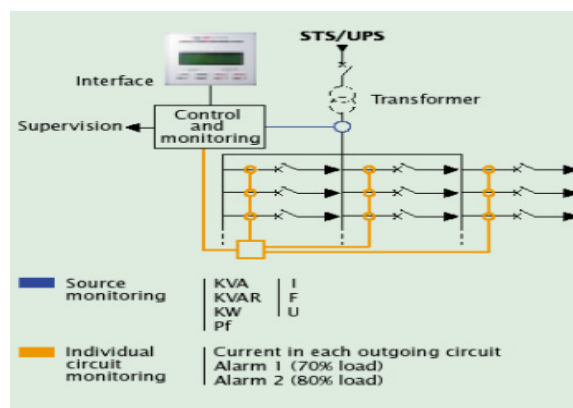 STS/UPS
Interface
Transformer
Supervision
Control
and
monitoring
Source
monitoring
KVA
KVAR
KW
Pf
I
F
U
Individual
circuit
monitoring
Current in each outgoing circuit
Alarm 1 (70% load)
Alarm 2 (80% load)